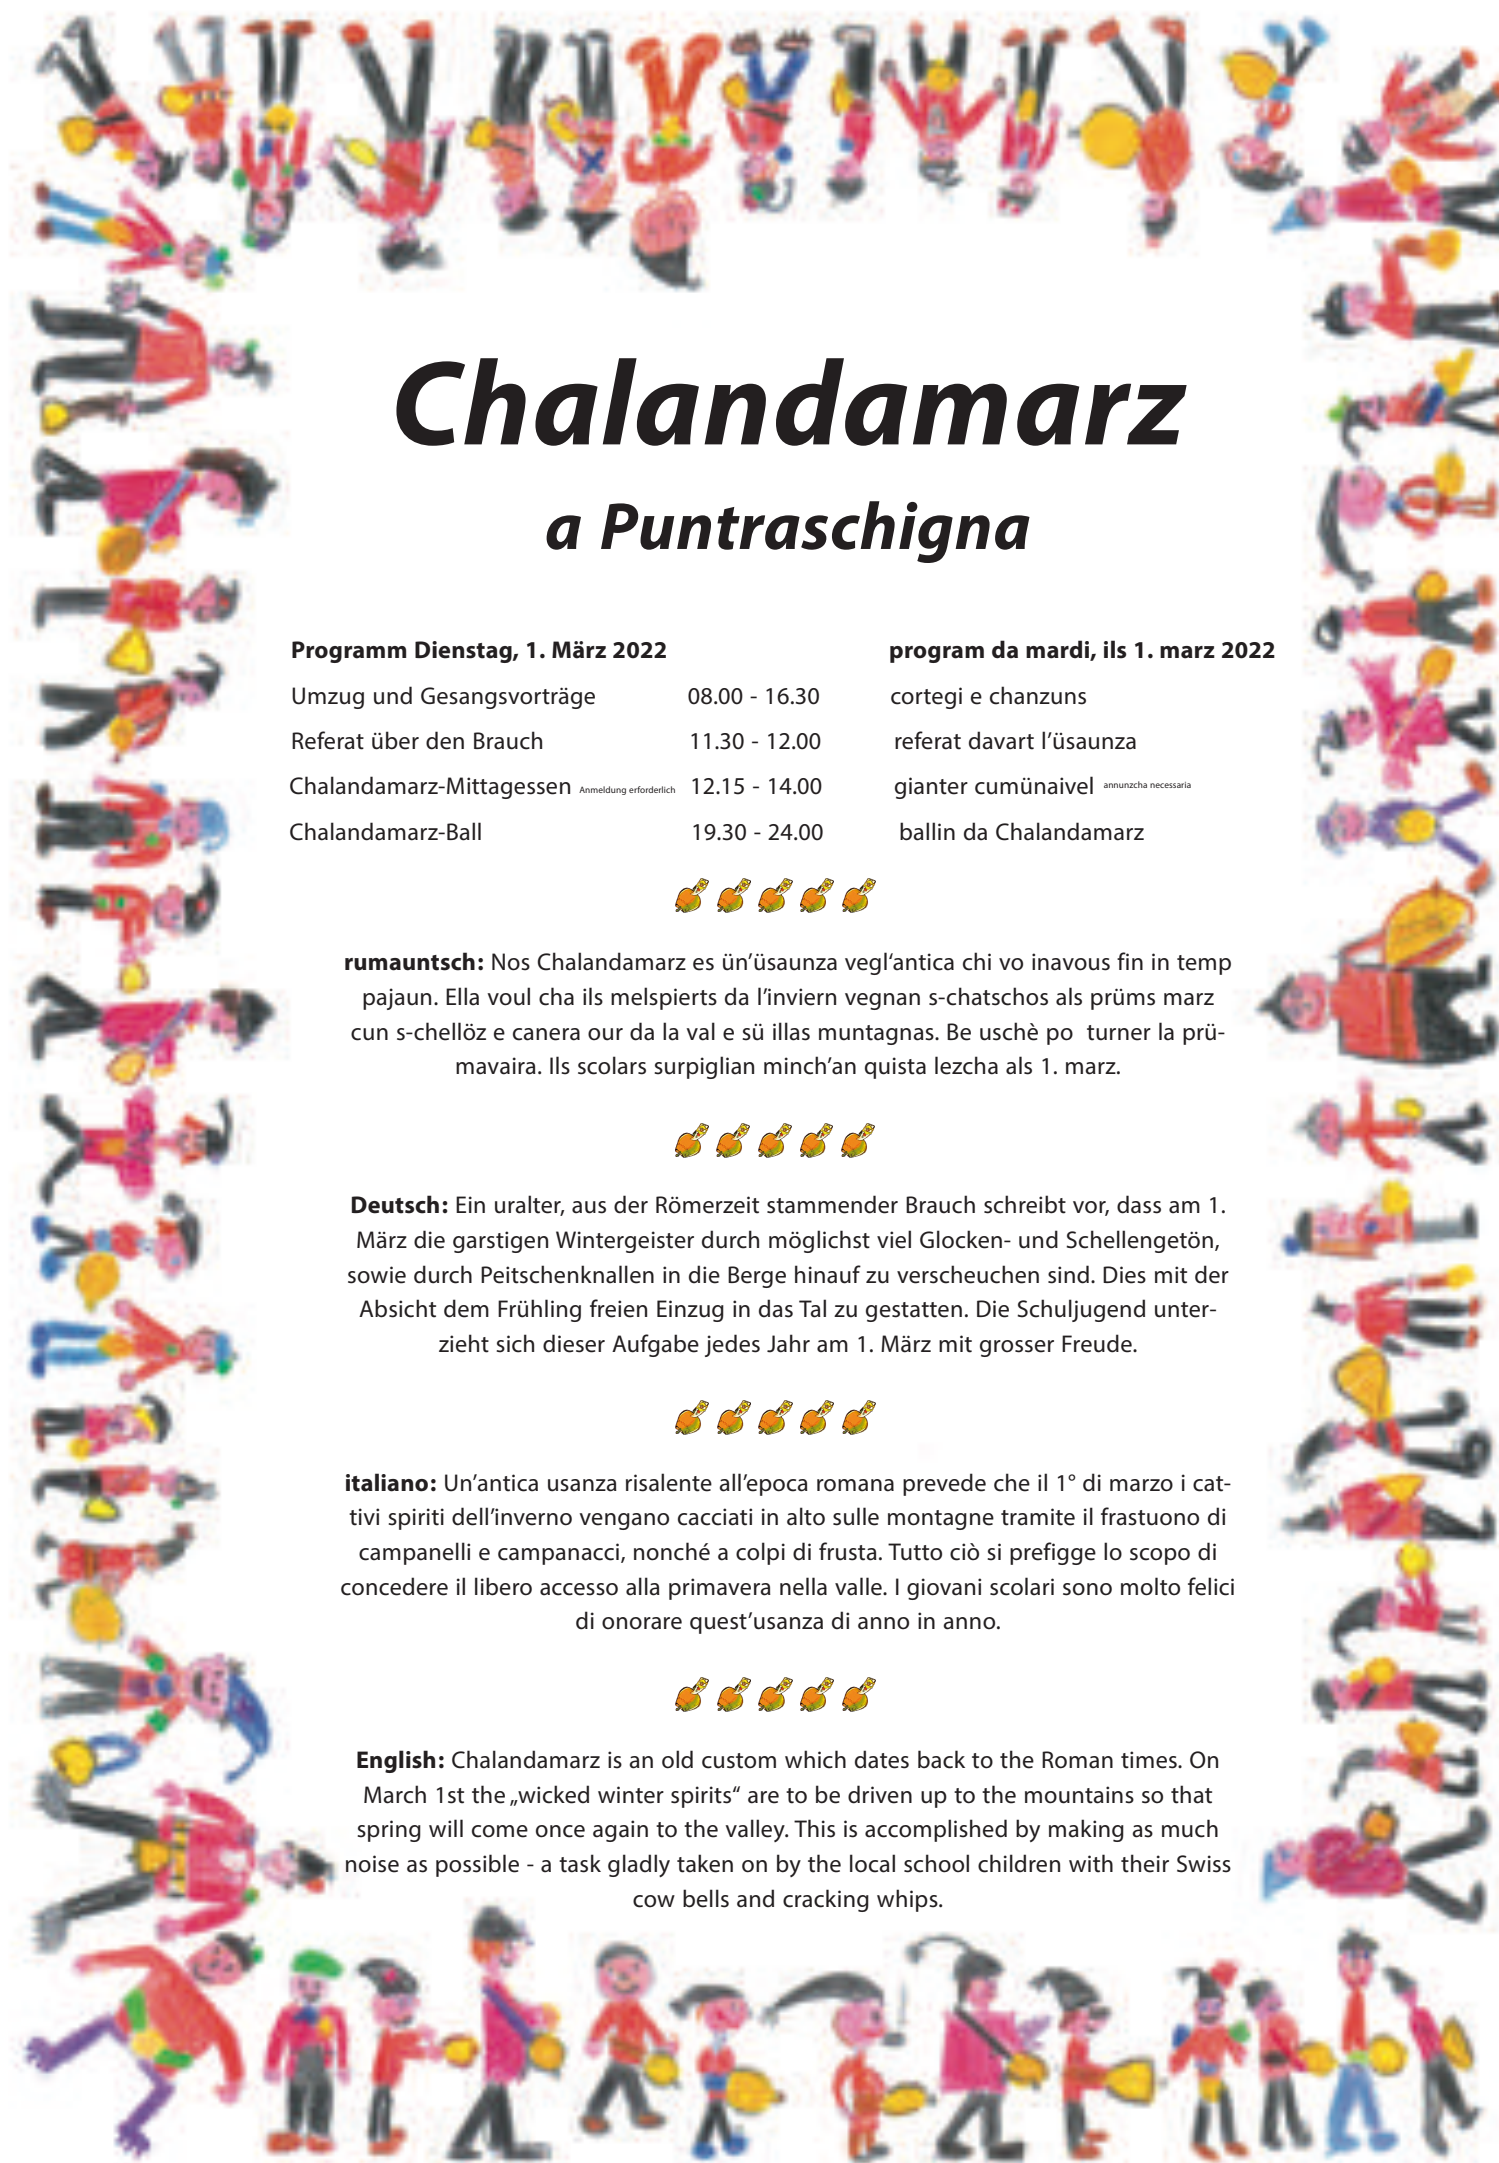 Chalandamarz
a Puntraschigna
Programm Dienstag, 1. März 2022 program da mardi, ils 1. marz 2022
Umzug und Gesangsvorträge 08.00 - 16.30 cortegi e chanzuns
Referat über den Brauch 11.30 - 12.00 referat davart l'üsaunza
Chalandamarz-Mittagessen Anmeldung erforderlich 12.15 - 14.00 gianter cumünaivel annunzcha necessaria
Chalandamarz-Ball 19.30 - 24.00 ballin da Chalandamarz
rumauntsch: Nos Chalandamarz es ün’üsaunza vegl‘antica chi vo inavous fin in temp
pajaun. Ella voul cha ils melspierts da l’inviern vegnan s-chatschos als prüms marz
cun s-chellöz e canera our da la val e sü illas muntagnas. Be uschè po turner la prü-
mavaira. Ils scolars surpiglian minch’an quista lezcha als 1. marz.
Deutsch: Ein uralter, aus der Römerzeit stammender Brauch schreibt vor, dass am 1.
März die garstigen Wintergeister durch möglichst viel Glocken- und Schellengetön,
sowie durch Peitschenknallen in die Berge hinauf zu verscheuchen sind. Dies mit der
Absicht dem Frühling freien Einzug in das Tal zu gestatten. Die Schuljugend unter-
zieht sich dieser Aufgabe jedes Jahr am 1. März mit grosser Freude.
italiano: Un’antica usanza risalente all’epoca romana prevede che il 1° di marzo i cat-
tivi spiriti dell’inverno vengano cacciati in alto sulle montagne tramite il frastuono di
campanelli e campanacci, nonché a colpi di frusta. Tutto ciò si prefigge lo scopo di
concedere il libero accesso alla primavera nella valle. I giovani scolari sono molto felici
di onorare quest’usanza di anno in anno.
English: Chalandamarz is an old custom which dates back to the Roman times. On
March 1st the „wicked winter spirits“ are to be driven up to the mountains so that
spring will come once again to the valley. This is accomplished by making as much
noise as possible - a task gladly taken on by the local school children with their Swiss
cow bells and cracking whips.